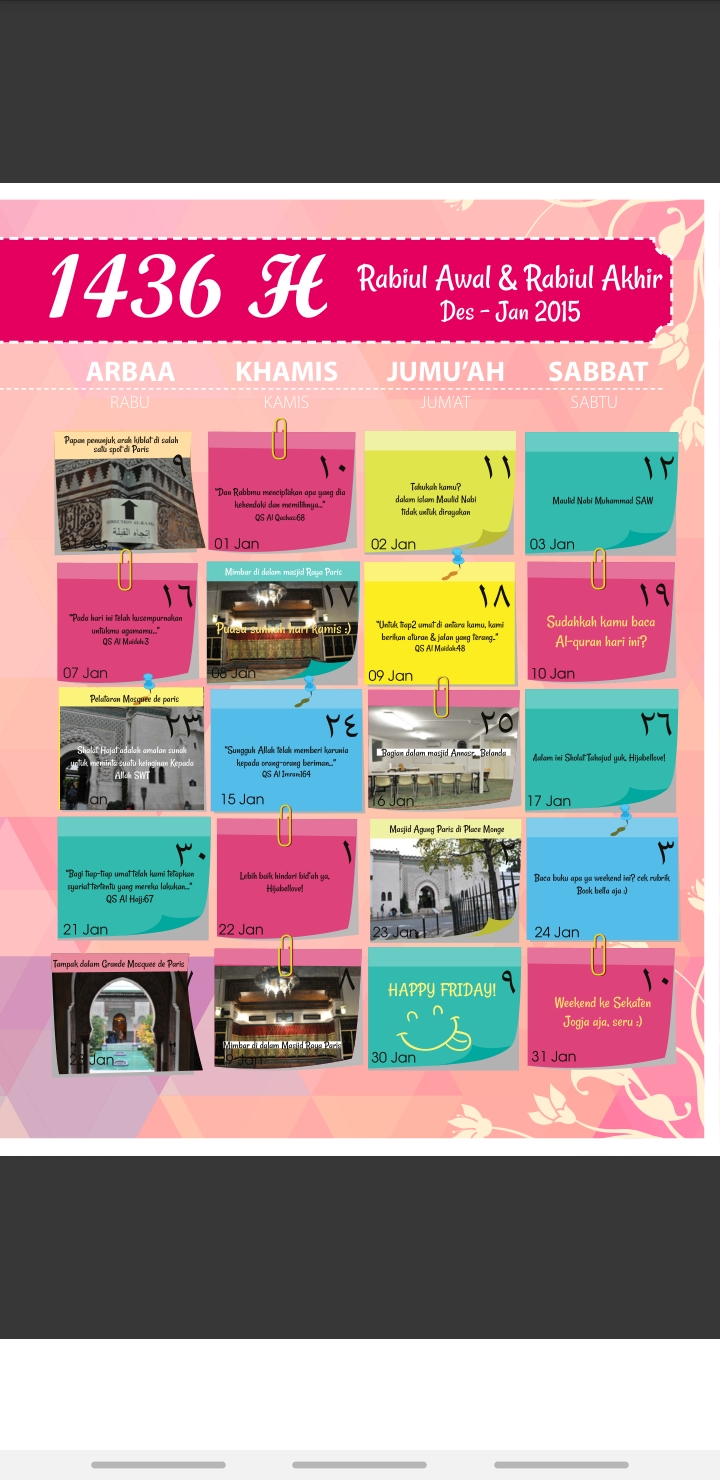 1436 H
Rabiul Awal & Rabiul Akhir
Des - Jan 2015
ARBAA KHAMIS JUMU'AH SABBAT
RABU KAMIS JUM'AT SABTU
Papan penunjuk arah kiblat di salah
satu spot di Paris
٩
DIRECTION
إتجاه القبلة
Des
١٠
"Dan Rabbmu menciptakan apa yang dia
kehendaki dan memilihnya..."
QS Al Qashas:68
01 Jan
١١
Tahukah kamu?
dalam islam Maulid Nabi
tidak untuk dirayakan
02 Jan
١٢
Maulid Nabi Muhammad SAW
03 Jan
١٦
"Pada hari ini telah kusempurnakan
untukmu agamamu..."
QS Al Maidah:3
07 Jan
Mimbar di dalam masjid Raya Paris
١٧
Puasa sunnah hari kamis :)
08 Jan
١٨
"Untuk tiap2 umat di antara kamu, kami
berikan aturan & jalan yang terang.."
QS Al Maidah:48
09 Jan
١٩
Sudahkah kamu baca
Al-quran hari ini?
10 Jan
Pelataran Mosquee de paris
٢٣
Sholat Hajat adalah amalan sunah
untuk meminta suatu keinginan Kepada
Allah SWT
an
٢٤
"Sungguh Allah telah memberi karunia
kepada orang-orang beriman..."
QS Al Imran:164
15 Jan
٢٥
Bagian dalam masjid Annasr, Belanda
16 Jan
٢٦
Malam ini Sholat Tahajud yuk, Hijabellove!
17 Jan
٣٠
"Bagi tiap-tiap umat telah kami tetapkan
syariat tertentu yang mereka lakukan..."
QS Al Hajj:67
21 Jan
١
Lebih baik hindari bid'ah ya,
Hijabellove!
22 Jan
Masjid Agung Paris di Place Monge
٢
23 Jan
٣
Baca buku apa ya weekend ini? cek rubrik
Book bella aja :)
24 Jan
Tampak dalam Grande Mosquee de Paris
٧
28 Jan
٨
Mimbar di dalam Masjid Raya Paris
29 Jan
٩
HAPPY FRIDAY!
30 Jan
١٠
Weekend ke Sekaten
Jogja aja, seru :)
31 Jan